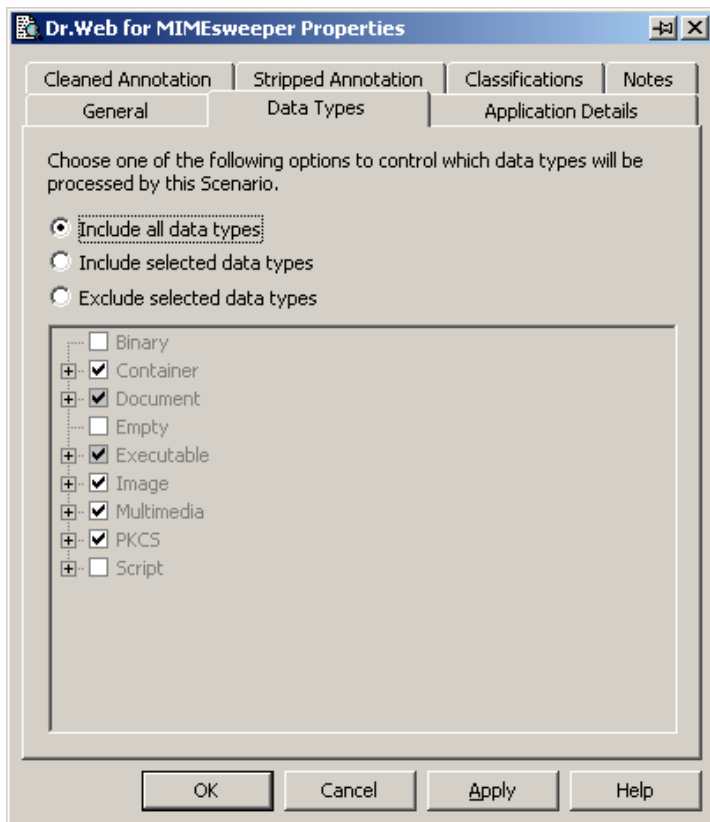 Dr.Web for MIMEsweeper Properties
Cleaned Annotation
Stripped Annotation
Classifications
Notes
General
Data Types
Application Details
Choose one of the following options to control which data types will be
processed by this Scenario.
Include all data types
Include selected data types
Exclude selected data types
Binary
Container
Document
Empty
Executable
Image
Multimedia
PKCS
Script
OK
Cancel
Apply
Help